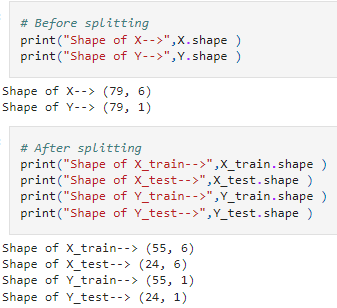 # Before splitting
print("Shape of X-->",X.shape )
print("Shape of Y-->",Y.shape )
Shape of X--> (79, 6)
Shape of Y--> (79, 1)
# After splitting
print("Shape of X_train-->",X_train.shape )
print("Shape of X_test-->",X_test.shape )
print("Shape of Y_train-->",Y_train.shape )
print("Shape of Y_test-->",Y_test.shape )
Shape of X_train--> (55, 6)
Shape of X_test--> (24, 6)
Shape of Y_train--> (55, 1)
Shape of Y_test--> (24, 1)